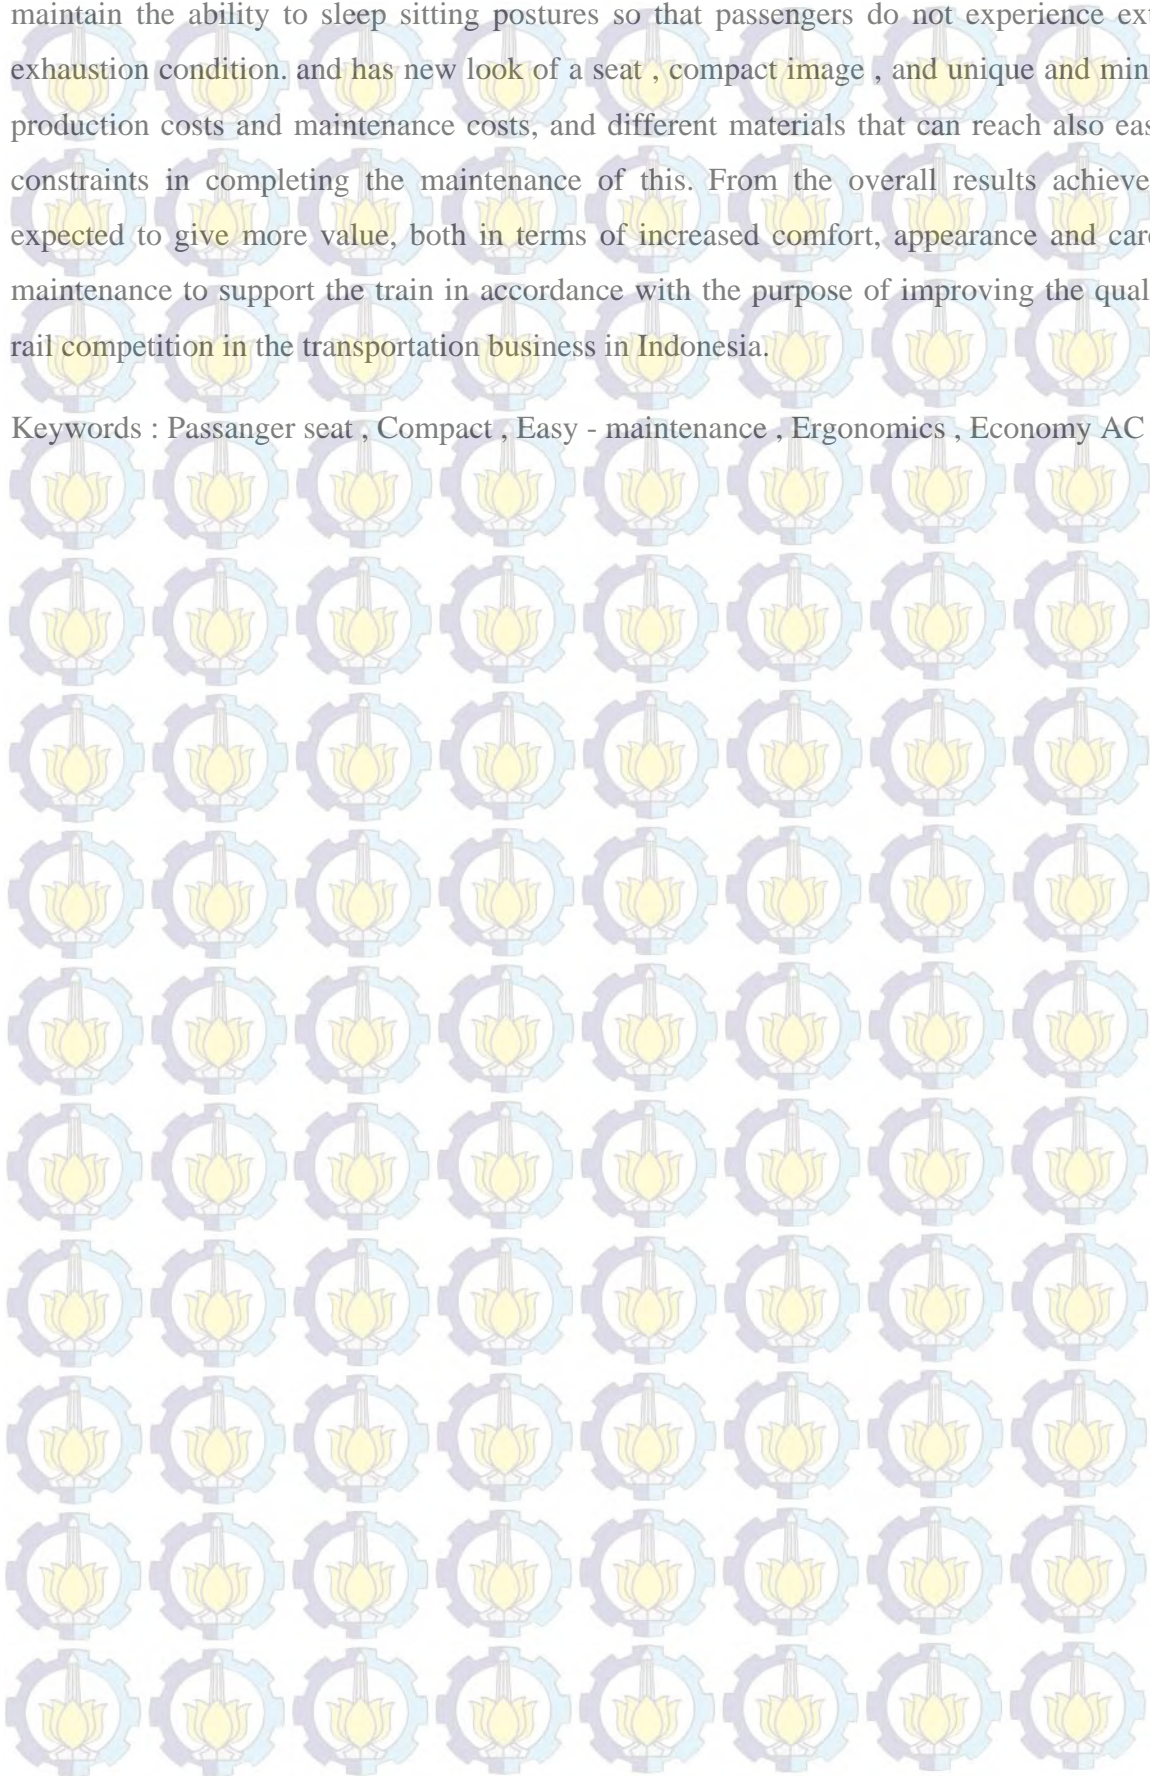 maintain the ability to sleep sitting postures so that passengers do not experience
exhaustion condition. and has new look of a seat , compact image , and unique and
production costs and maintenance costs, and different materials that can reach also
constraints in completing the maintenance of this. From the overall results
expected to give more value, both in terms of increased comfort, appearance and
maintenance to support the train in accordance with the purpose of improving the
rail competition in the transportation business in Indonesia.
Keywords : Passanger seat , Compact , Easy - maintenance , Ergonomics , Economy AC